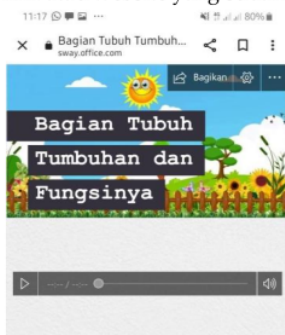 11:17
80%
Bagian Tubuh Tumbuh...
sway.office.com
Bagikan
Bagian Tubuh
Tumbuhan dan
Fungsinya
--:-- / --:--